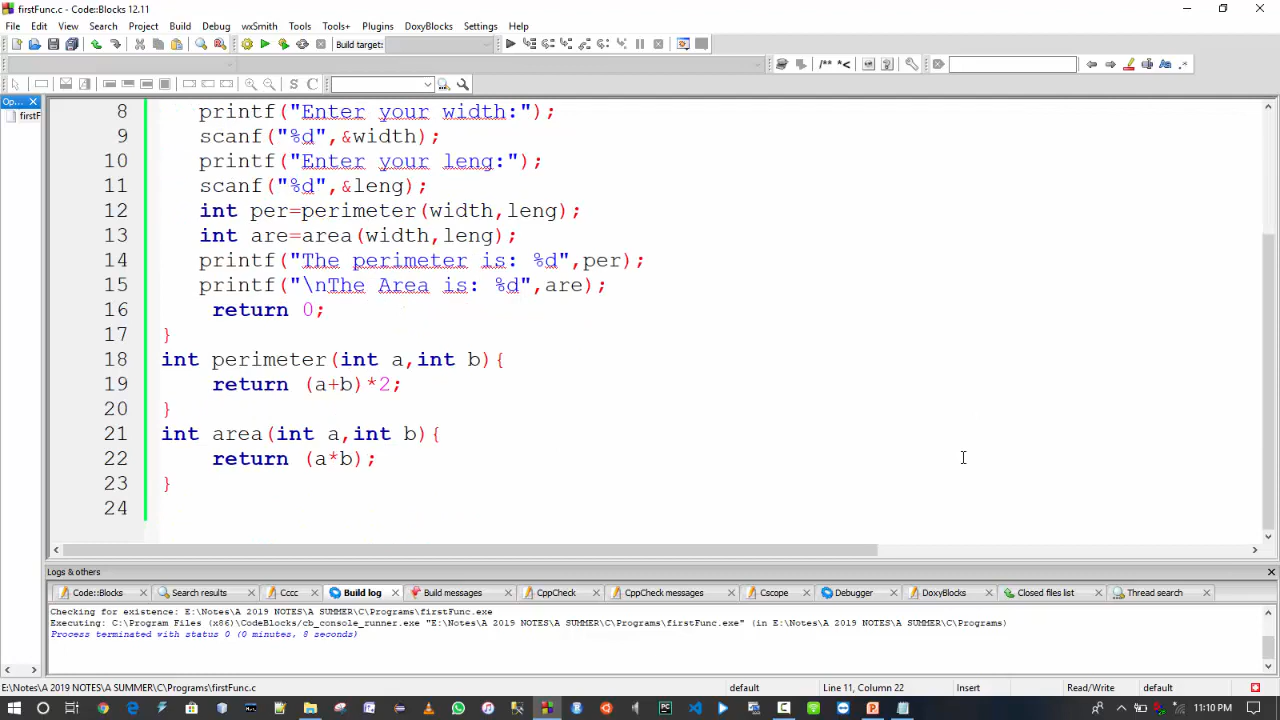 firstFunc.c - Code::Blocks 12.11
File Edit View Search Project Build Debug wxSmith Tools Tools+ Plugins DoxyBlocks Settings Help
Build target:
/** *<
S C
Op...
firstF
8 printf("Enter your width:");
9 scanf("%d",&width);
10 printf("Enter your leng:");
11 scanf("%d",&leng);
12 int per=perimeter(width,leng);
13 int are=area(width,leng);
14 printf("The perimeter is: %d",per);
15 printf("\nThe Area is: %d",are);
16 return 0;
17 }
18 int perimeter(int a,int b){
19 return (a+b)*2;
20 }
21 int area(int a,int b){
22 return (a*b);
23 }
24
Logs & others
Code::Blocks Search results Cccc Build log Build messages CppCheck CppCheck messages Cscope Debugger DoxyBlocks Closed files list Thread search
Checking for existence: E:\Notes\A 2019 NOTES\A SUMMER\C\Programs\firstFunc.exe
Executing: C:\Program Files (x86)\CodeBlocks/cb_console_runner.exe "E:\Notes\A 2019 NOTES\A SUMMER\C\Programs\firstFunc.exe" (in E:\Notes\A 2019 NOTES\A SUMMER\C\Programs)
Process terminated with status 0 (0 minutes, 8 seconds)
E:\Notes\A 2019 NOTES\A SUMMER\C\Programs\firstFunc.c default Line 11, Column 22 Insert Read/Write default
11:10 PM